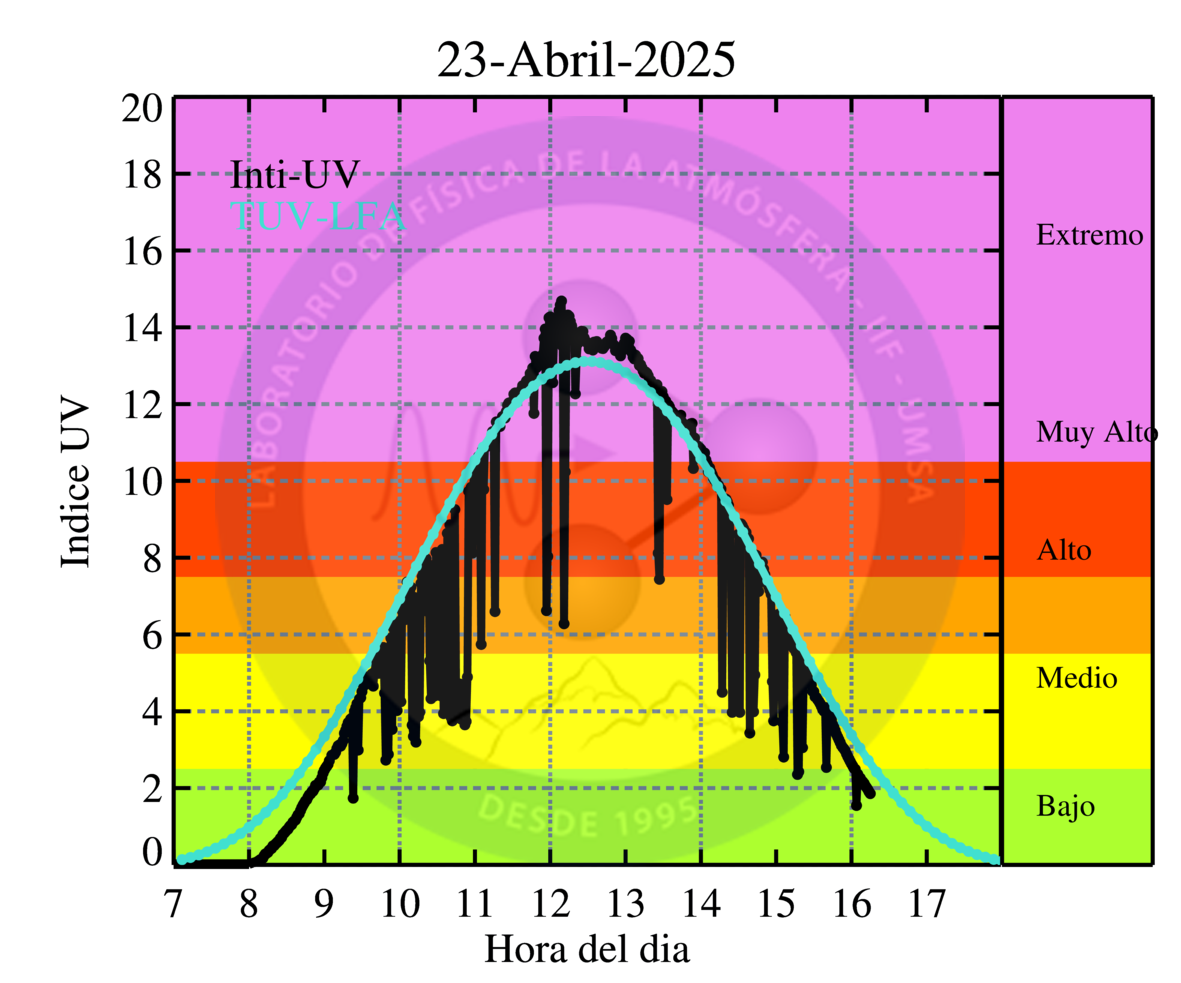 23-Abril-2025
20
18
16
14
12
10
8
6
4
2
0
Indice UV
Inti-UV
TUV-LFA
LABORATORIO DE FÍSICA DE LA ATMÓSFERA - IIF - UMSA
DESDE 1995
Extremo
Muy Alto
Alto
Medio
Bajo
7 8 9 10 11 12 13 14 15 16 17
Hora del dia